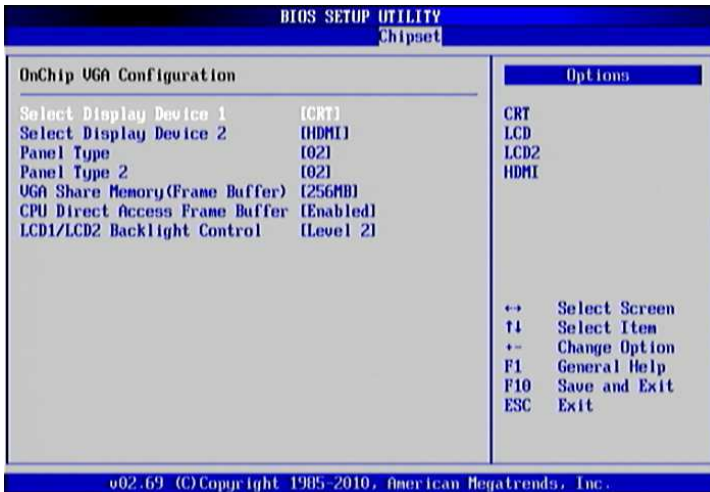 BIOS SETUP UTILITY
Chipset
OnChip VGA Configuration
Select Display Device 1 [CRT]
Select Display Device 2 [HDMI]
Panel Type [02]
Panel Type 2 [02]
VGA Share Memory(Frame Buffer) [256MB]
CPU Direct Access Frame Buffer [Enabled]
LCD1/LCD2 Backlight Control [Level 2]
Options
CRT
LCD
LCD2
HDMI
←→ Select Screen
↑↓ Select Item
+- Change Option
F1 General Help
F10 Save and Exit
ESC Exit
v02.69 (C)Copyright 1985-2010, American Megatrends, Inc.